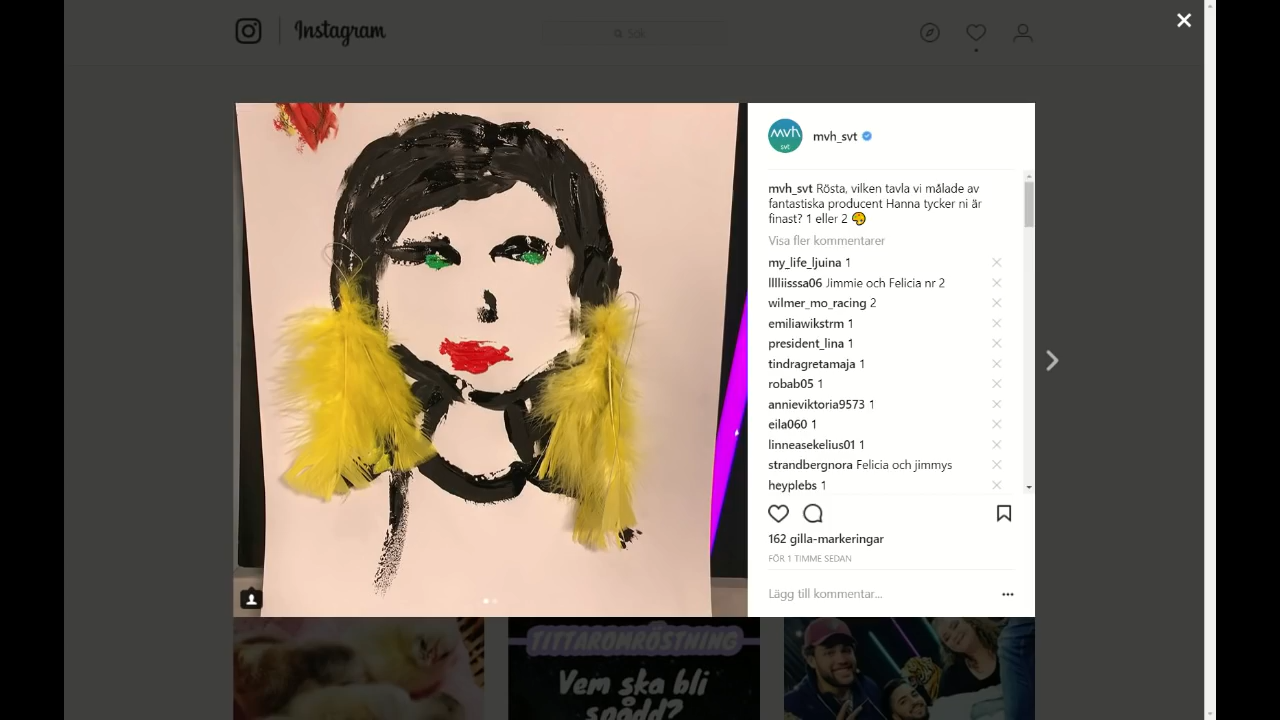 Instagram
Sök
mvh
svt
mvh_svt
mvh_svt Rösta, vilken tavla vi målade av
fantastiska producent Hanna tycker ni är
finast? 1 eller 2
Visa fler kommentarer
my_life_ljuina 1
lllliisssa06 Jimmie och Felicia nr 2
wilmer_mo_racing 2
emiliawikstrm 1
president_lina 1
tindragretamaja 1
robab05 1
annieviktoria9573 1
eila060 1
linneasekelius01 1
strandbergnora Felicia och jimmys
heyplebs 1
162 gilla-markeringar
FÖR 1 TIMME SEDAN
Lägg till kommentar...
TITTAROMRÖSTNING
Vem ska bli
spådd?